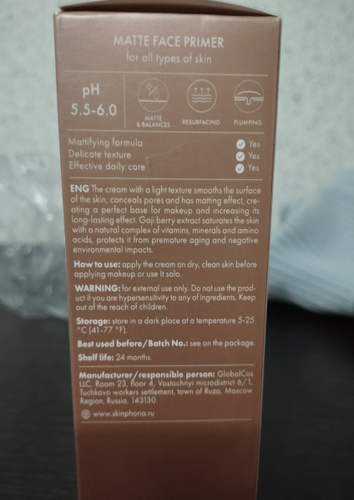 MATTE FACE PRIMER
for all types of skin
pH
5.5-6.0
MATTE
& BALANCES
RESURFACING
PLUMPING
Mattifying formula Yes
Delicate texture Yes
Effective daily care Yes
ENG The cream with a light texture smooths the surface
of the skin, conceals pores and has matting effect, cre-
ating a perfect base for makeup and increasing its
long-lasting effect. Goji berry extract saturates the skin
with a natural complex of vitamins, minerals and amino
acids, protects it from premature aging and negative
environmental impacts.
How to use: apply the cream on dry, clean skin before
applying makeup or use it solo.
WARNING: for external use only. Do not use the prod-
uct if you are hypersensitivity to any of ingredients. Keep
out of the reach of children.
Storage: store in a dark place at a temperature 5-25
°C (41-77 °F).
Best used before/Batch No.: see on the package.
Shelf life: 24 months.
Manufacturer/responsible person: GlobalCos
LLC, Room 23, floor 4, Vostochnyi microdistrict 6/1,
Tuchkovo workers settlement, town of Ruza, Moscow
Region, Russia, 143130.
www.skinphoria.ru